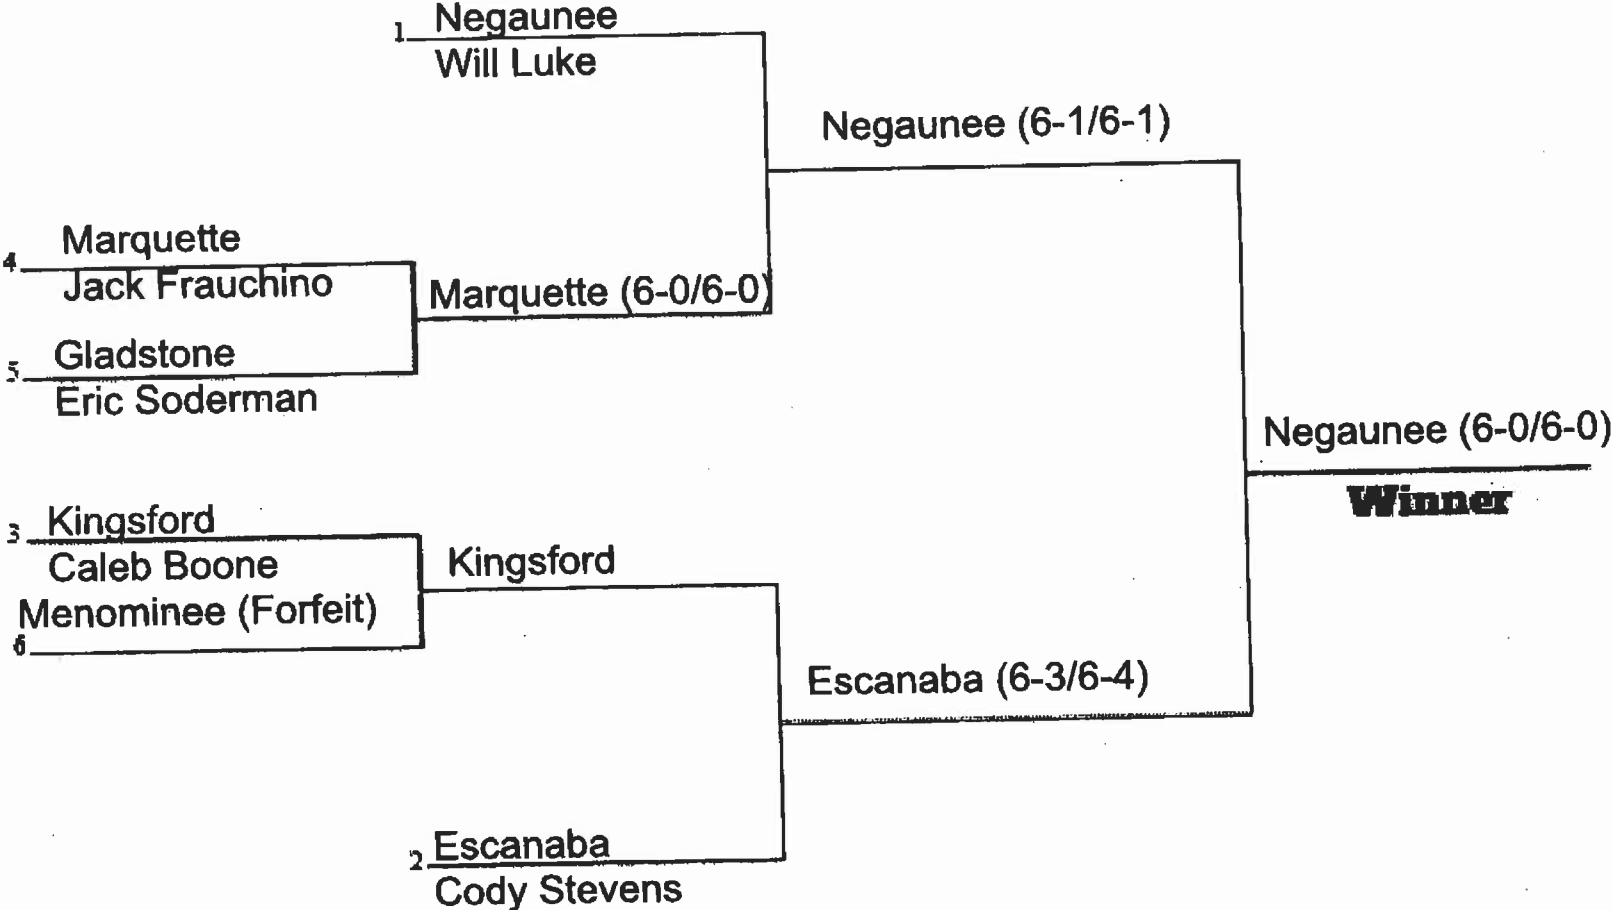 1 Negaunee
Will Luke
Negaunee (6-1/6-1)
4 Marquette
Jack Frauchino
Marquette (6-0/6-0)
5 Gladstone
Eric Soderman
Negaunee (6-0/6-0)
Winner
3 Kingsford
Caleb Boone
Kingsford
Menominee (Forfeit)
6
Escanaba (6-3/6-4)
2 Escanaba
Cody Stevens